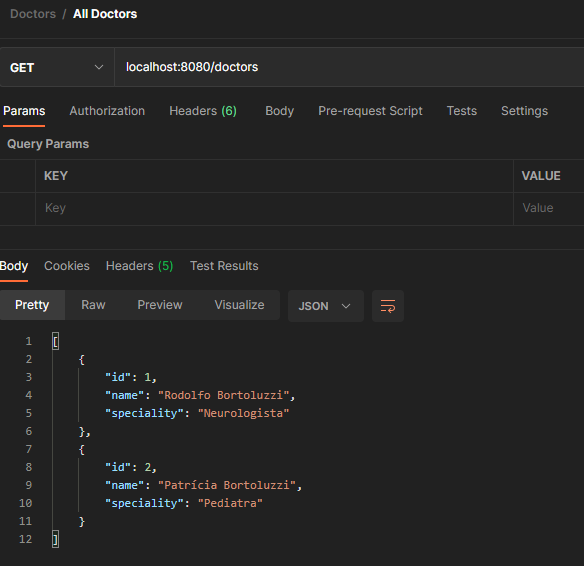 Doctors / All Doctors
GET localhost:8080/doctors
Params Authorization Headers (6) Body Pre-request Script Tests Settings
Query Params
KEY VALUE
Key Value
Body Cookies Headers (5) Test Results
Pretty Raw Preview Visualize JSON
1 [
2 {
3 "id": 1,
4 "name": "Rodolfo Bortoluzzi",
5 "speciality": "Neurologista"
6 },
7 {
8 "id": 2,
9 "name": "Patrícia Bortoluzzi",
10 "speciality": "Pediatra"
11 }
12 ]